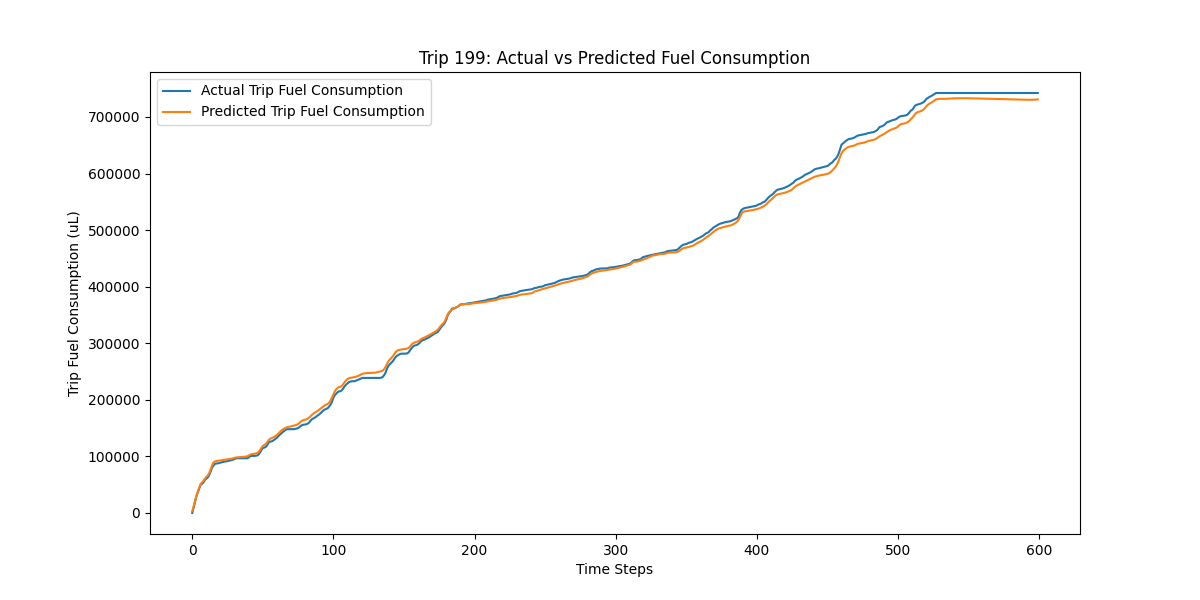 Trip 199: Actual vs Predicted Fuel Consumption
Actual Trip Fuel Consumption
Predicted Trip Fuel Consumption
Trip Fuel Consumption (uL)
700000
600000
500000
400000
300000
200000
100000
0
0 100 200 300 400 500 600
Time Steps